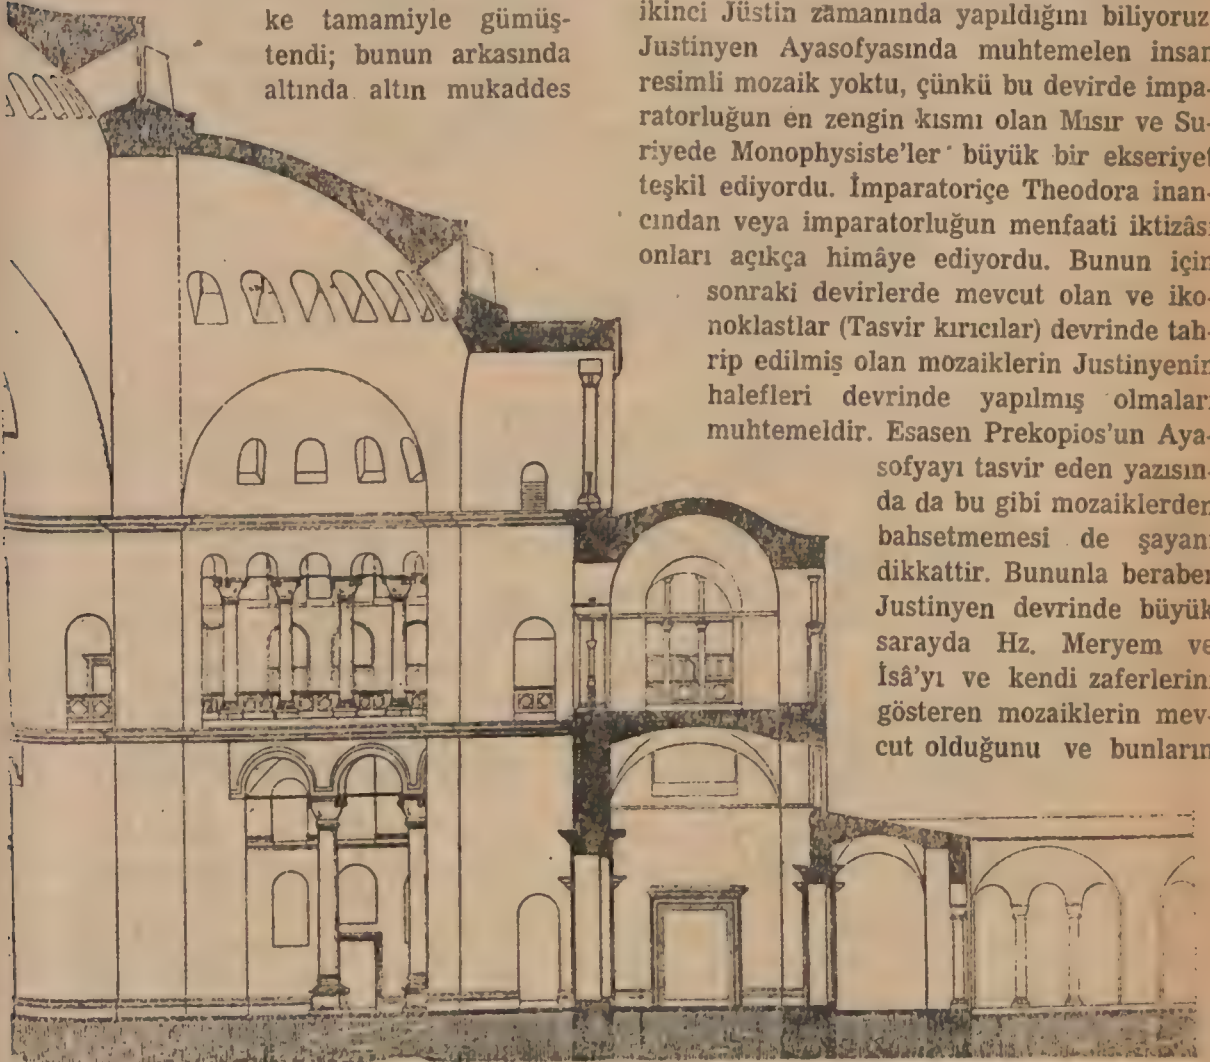 ke tamamiyle gümüş-
tendi; bunun arkasında
altında altın mukaddes
ikinci Jüstin zamanında yapıldığını biliyoruz
Justinyen Ayasofyasında muhtemelen insan
resimli mozaik yoktu, çünkü bu devirde impa-
ratorluğun en zengin kısmı olan Mısır ve Su-
riyede Monophysiste'ler büyük bir ekseriyet
teşkil ediyordu. İmparatoriçe Theodora inan-
cından veya imparatorluğun menfaati iktizâsı
onları açıkça himâye ediyordu. Bunun için
sonraki devirlerde mevcut olan ve iko-
noklastlar (Tasvir kırıcılar) devrinde tah-
rip edilmiş olan mozaiklerin Justinyenin
halefleri devrinde yapılmış olmaları
muhtemeldir. Esasen Prekopios'un Aya-
sofyayı tasvir eden yazısın-
da da bu gibi mozaiklerden
bahsetmemesi de şayanı
dikkattir. Bununla beraber
Justinyen devrinde büyük
sarayda Hz. Meryem ve
İsâ'yı ve kendi zaferlerini
gösteren mozaiklerin mev-
cut olduğunu ve bunların